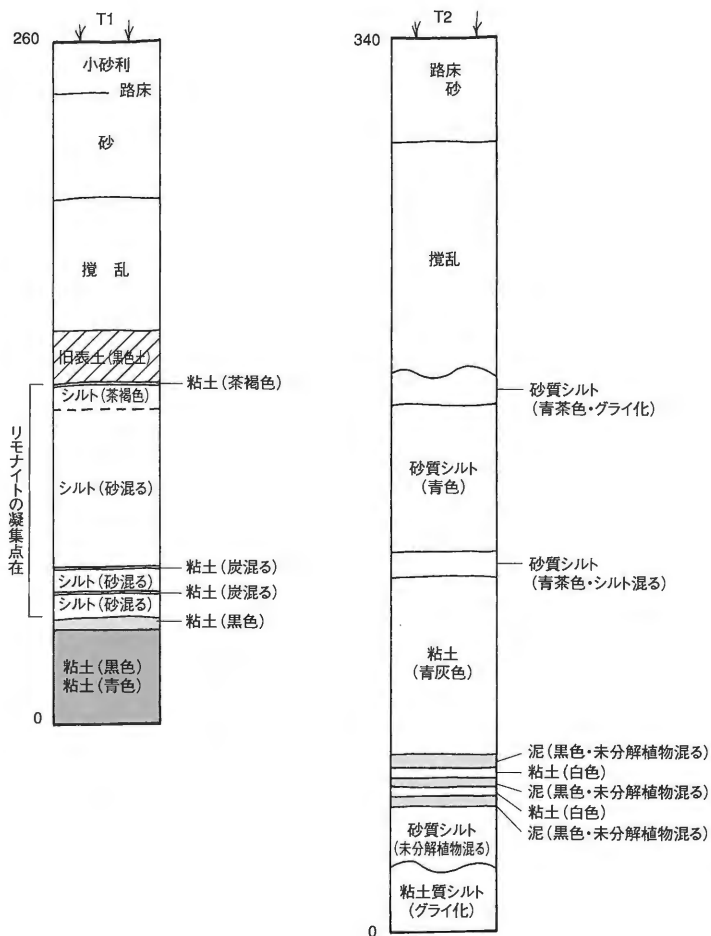 T1
260
小砂利
路床
砂
撹 乱
旧表土(黒色土)
粘土(茶褐色)
シルト(茶褐色)
リモナイトの凝集点在
シルト(砂混る)
粘土(炭混る)
シルト(砂混る)
粘土(炭混る)
シルト(砂混る)
粘土(黒色)
粘土(黒色)
粘土(青色)
0
T2
340
路床
砂
撹乱
砂質シルト
(青茶色・グライ化)
砂質シルト
(青色)
砂質シルト
(青茶色・シルト混る)
粘土
(青灰色)
泥(黒色・未分解植物混る)
粘土(白色)
泥(黒色・未分解植物混る)
粘土(白色)
泥(黒色・未分解植物混る)
砂質シルト
(未分解植物混る)
粘土質シルト
(グライ化)
0